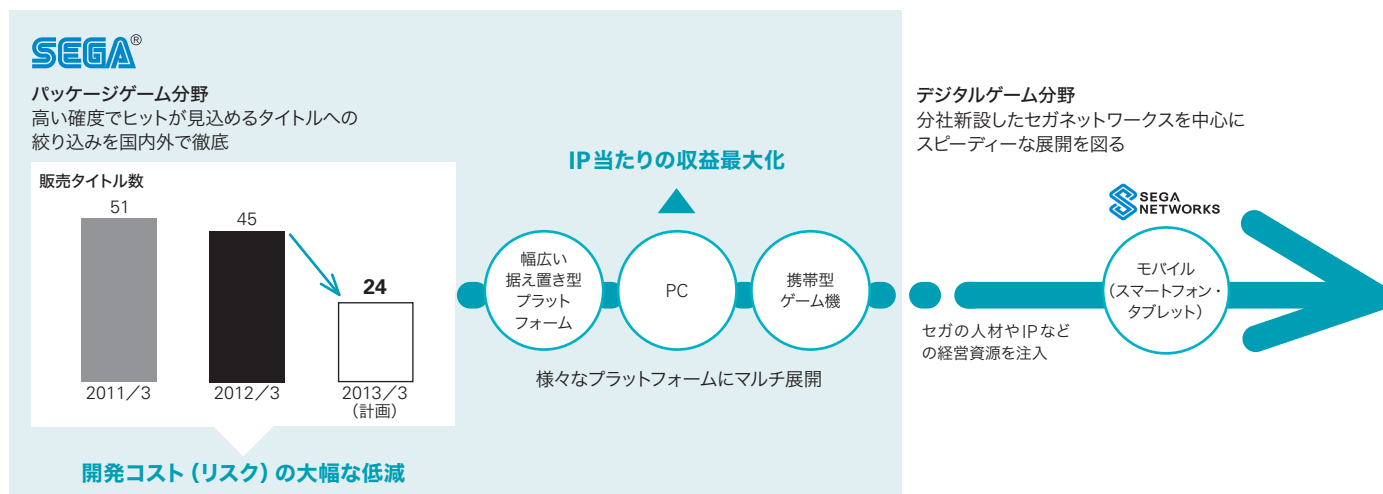 SEGA®
パッケージゲーム分野
高い確度でヒットが見込めるタイトルへの
絞り込みを国内外で徹底
販売タイトル数
51
45
24
2011／3
2012／3
2013／3
（計画）
開発コスト（リスク）の大幅な低減
IP当たりの収益最大化
幅広い
据え置き型
プラット
フォーム
PC
携帯型
ゲーム機
様々なプラットフォームにマルチ展開
デジタルゲーム分野
分社新設したセガネットワークスを中心に
スピーディーな展開を図る
SEGA
NETWORKS
モバイル
（スマートフォン・
タブレット）
セガの人材やIPなど
の経営資源を注入